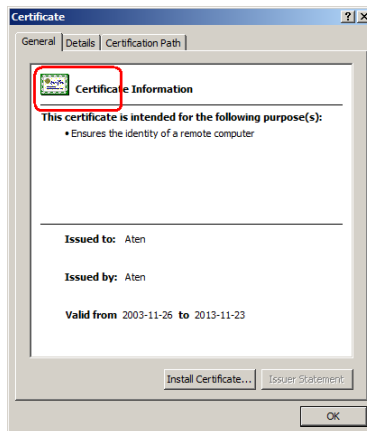 Certificate
General Details Certification Path
Certificate Information
This certificate is intended for the following purpose(s):
• Ensures the identity of a remote computer
Issued to: Aten
Issued by: Aten
Valid from 2003-11-26 to 2013-11-23
Install Certificate... Issuer Statement
OK